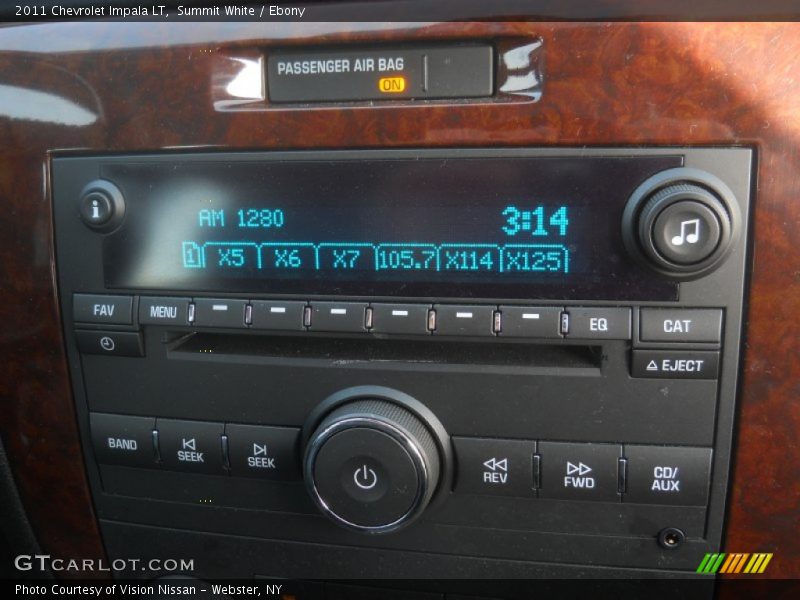 2011 Chevrolet Impala LT,  Summit White / Ebony
PASSENGER AIR BAG
ON
i
AM 1280
3:14
1 X5 X6 X7 105.7 X114 X125
FAV
MENU
EQ
CAT
EJECT
BAND
SEEK
SEEK
REV
FWD
CD/
AUX
GTCARLOT.COM
Photo Courtesy of Vision Nissan - Webster, NY